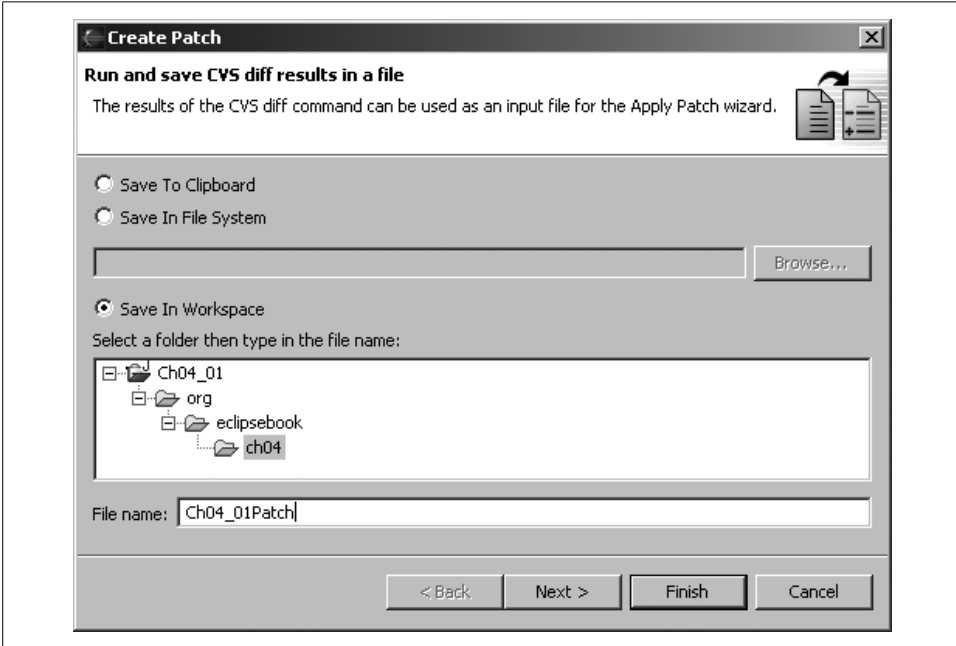 Create Patch
Run and save CVS diff results in a file
The results of the CVS diff command can be used as an input file for the Apply Patch wizard.
Save To Clipboard
Save In File System
Browse...
Save In Workspace
Select a folder then type in the file name:
Ch04_01
org
eclipsebook
ch04
File name: Ch04_01Patch
< Back Next > Finish Cancel